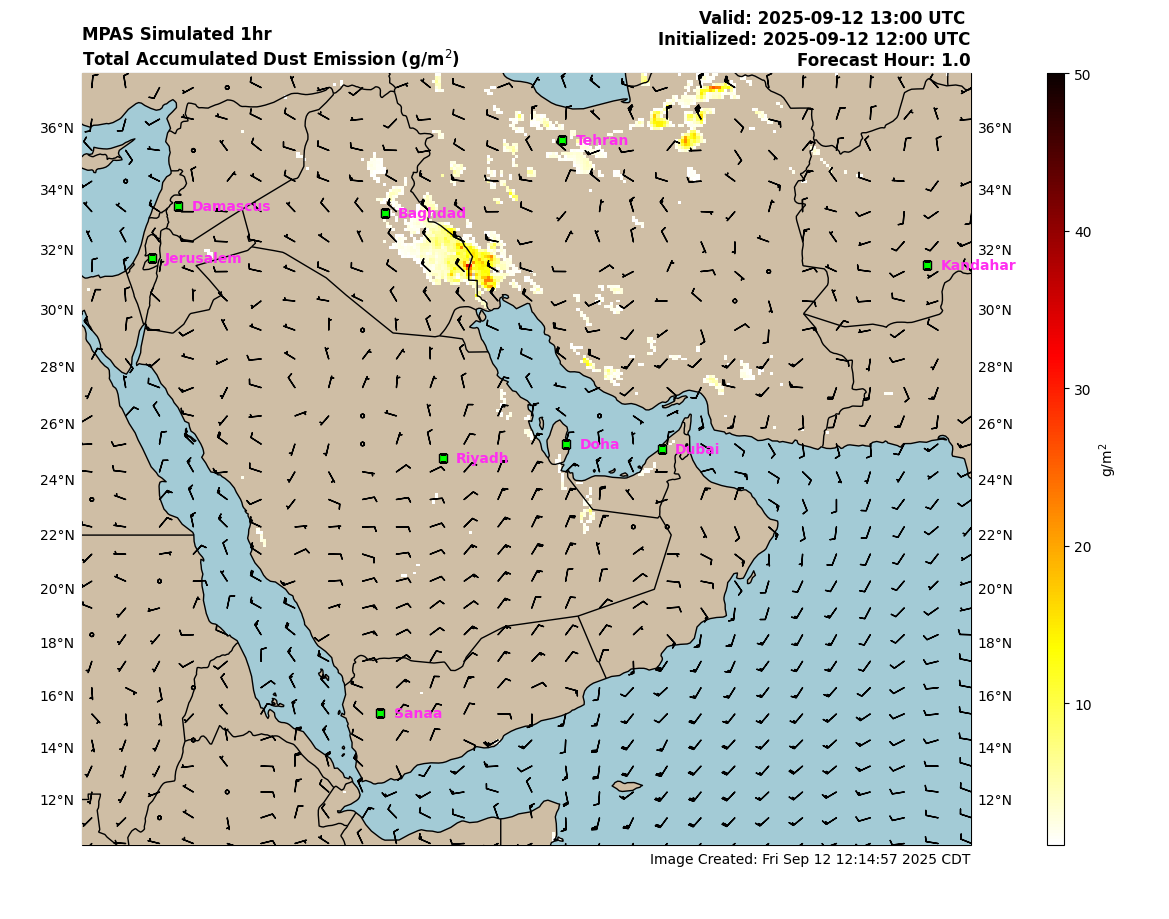 MPAS Simulated 1hr
Total Accumulated Dust Emission (g/m²)
Valid: 2025-09-12 13:00 UTC
Initialized: 2025-09-12 12:00 UTC
Forecast Hour: 1.0
36°N
34°N
32°N
30°N
28°N
26°N
24°N
22°N
20°N
18°N
16°N
14°N
12°N
Tehran
Damascus
Baghdad
Jerusalem
Kandahar
Doha
Dubai
Riyadh
Sanaa
36°N
34°N
32°N
30°N
28°N
26°N
24°N
22°N
20°N
18°N
16°N
14°N
12°N
50
40
30
20
10
g/m²
Image Created: Fri Sep 12 12:14:57 2025 CDT